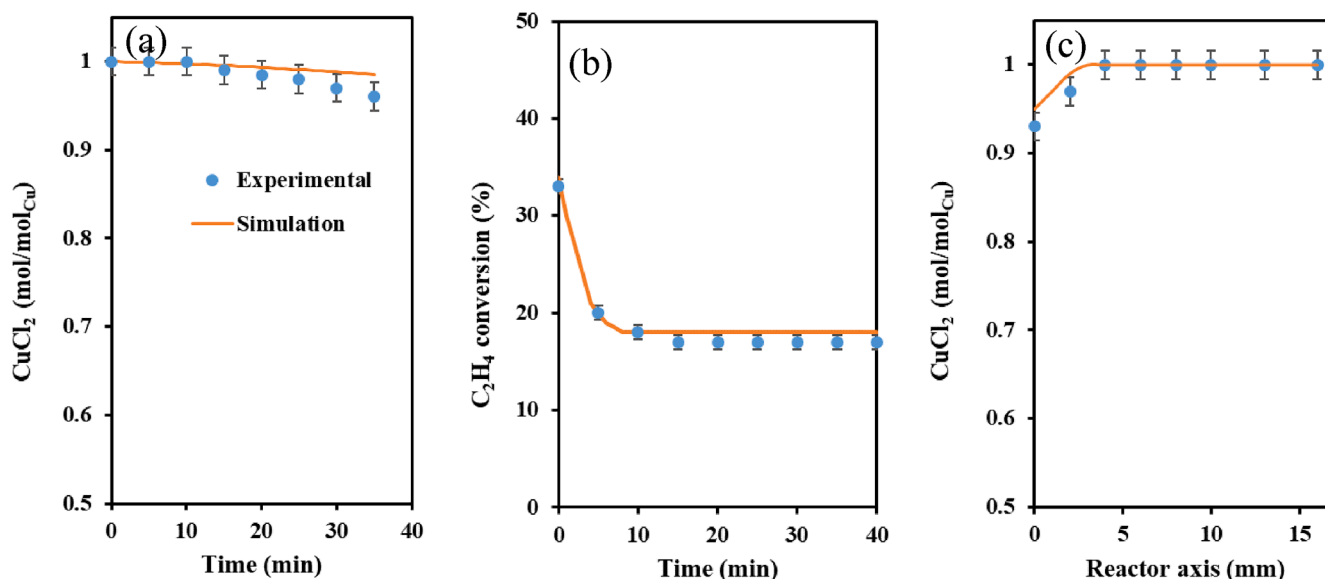 (a)
1
0.9
0.8
0.7
0.6
0.5
CuCl₂ (mol/mol_Cu)
Experimental
Simulation
0 10 20 30 40
Time (min)
(b)
50
40
30
20
10
0
C₂H₄ conversion (%)
0 10 20 30 40
Time (min)
(c)
1
0.9
0.8
0.7
0.6
0.5
CuCl₂ (mol/mol_Cu)
0 5 10 15
Reactor axis (mm)